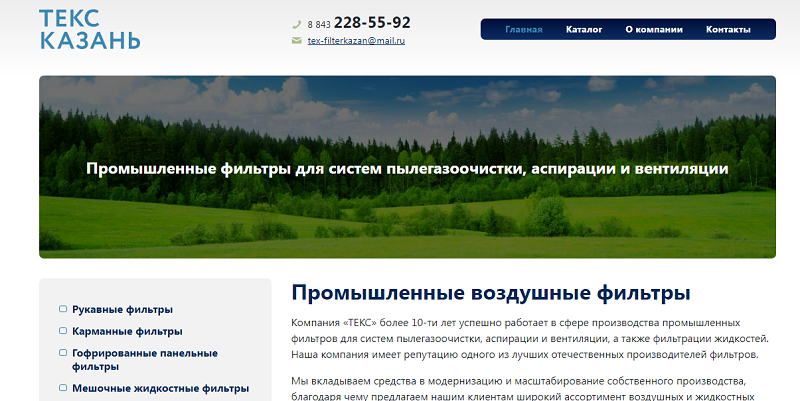 ТЕКС
КАЗАНЬ
8 843 228-55-92
tex-filterkazan@mail.ru
Главная Каталог О компании Контакты
Промышленные фильтры для систем пылегазоочистки, аспирации и вентиляции
Рукавные фильтры
Карманные фильтры
Гофрированные панельные
фильтры
Мешочные жидкостные фильтры
Промышленные воздушные фильтры
Компания «ТЕКС» более 10-ти лет успешно работает в сфере производства промышленных
фильтров для систем пылегазоочистки, аспирации и вентиляции, а также фильтрации жидкостей.
Наша компания имеет репутацию одного из лучших отечественных производителей фильтров.
Мы вкладываем средства в модернизацию и масштабирование собственного производства,
благодаря чему предлагаем нашим клиентам широкий ассортимент воздушных и жидкостных